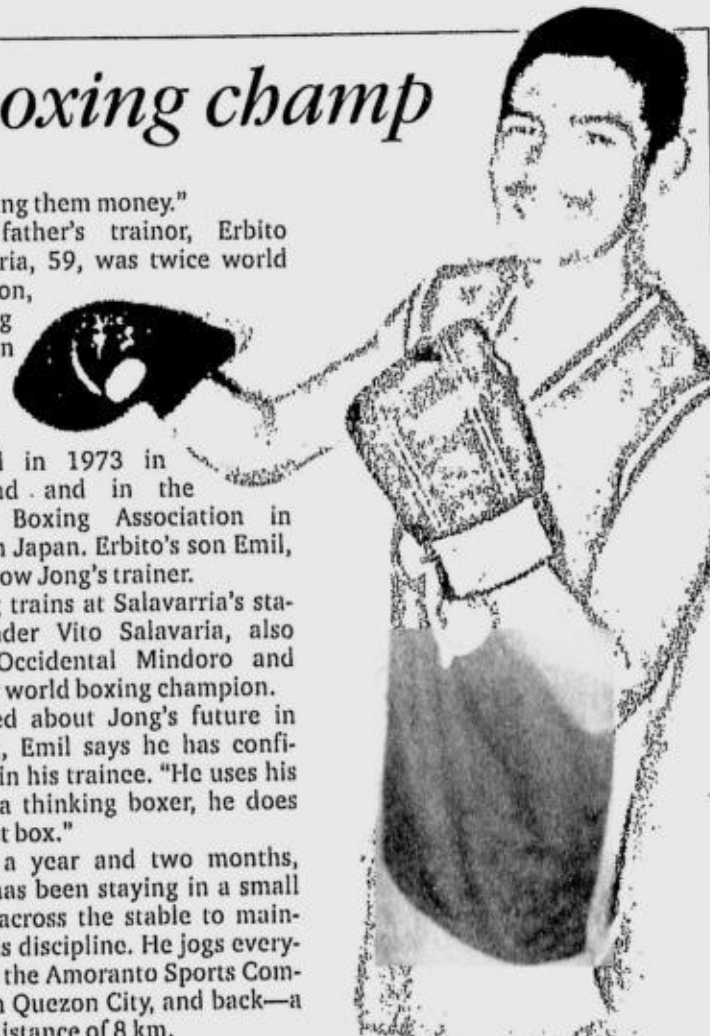 oxing champ
ng them money."
father's trainor, Erbito
ria, 59, was twice world
on,
g
n
l in 1973 in
nd and in the
Boxing Association in
n Japan. Erbito's son Emil,
ow Jong's trainer.
g trains at Salavarria's sta-
nder Vito Salavaria, also
Occidental Mindoro and
r world boxing champion.
ed about Jong's future in
, Emil says he has confi-
in his trainee. "He uses his
a thinking boxer, he does
t box."
a year and two months,
has been staying in a small
across the stable to main-
s discipline. He jogs every-
the Amoranto Sports Com-
n Quezon City, and back—a
istance of 8 km.